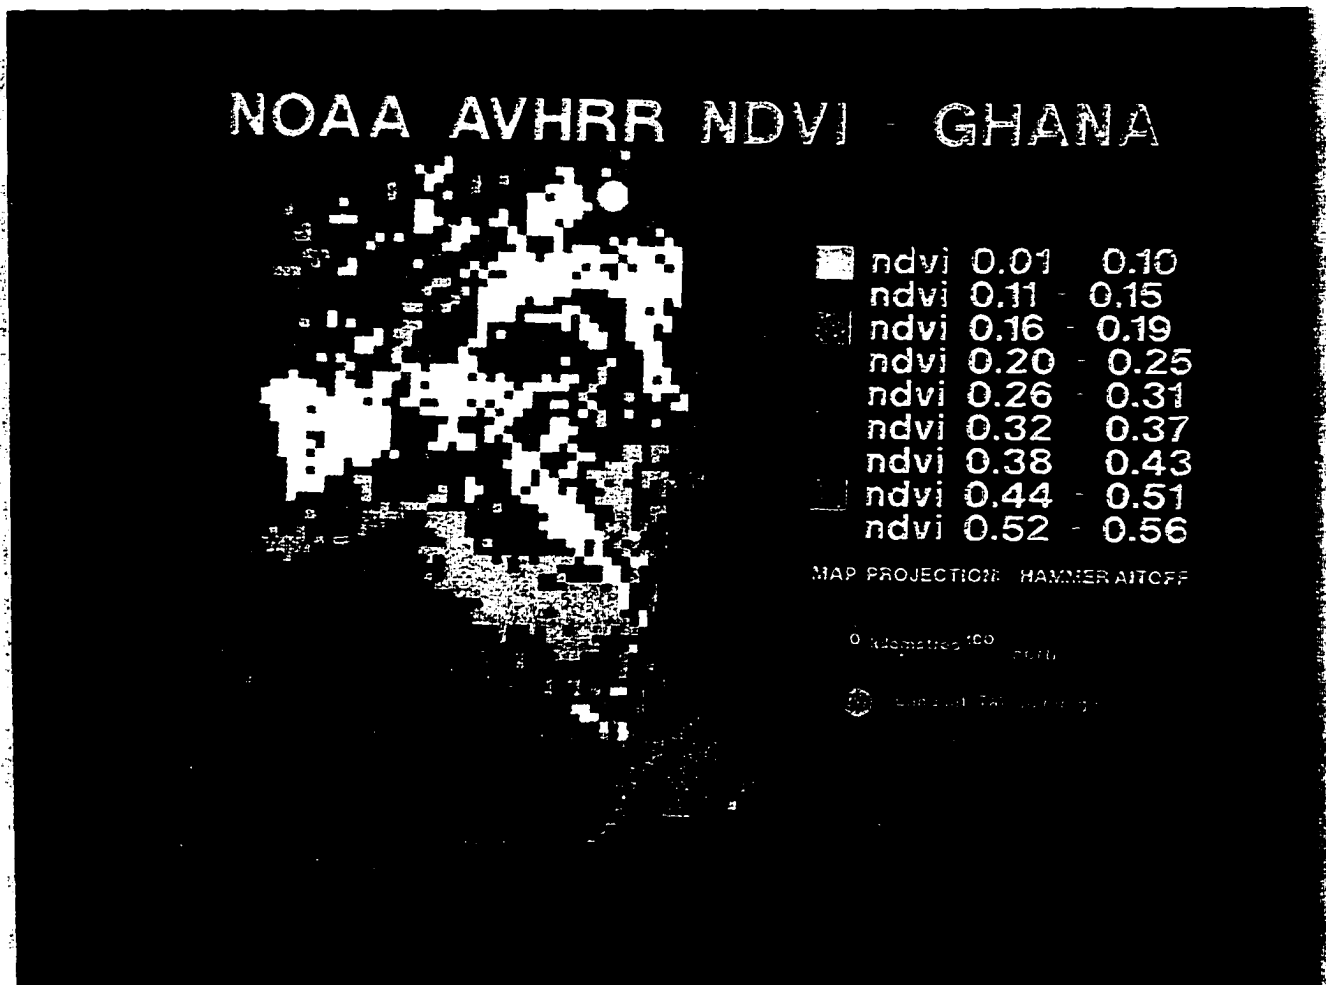 NOAA AVHRR NDVI - GHANA
ndvi 0.01 0.10
ndvi 0.11 - 0.15
ndvi 0.16 - 0.19
ndvi 0.20 - 0.25
ndvi 0.26 - 0.31
ndvi 0.32 0.37
ndvi 0.38 0.43
ndvi 0.44 - 0.51
ndvi 0.52 - 0.56
MAP PROJECTION: HAMMER AITOFF
0 kilometres 100